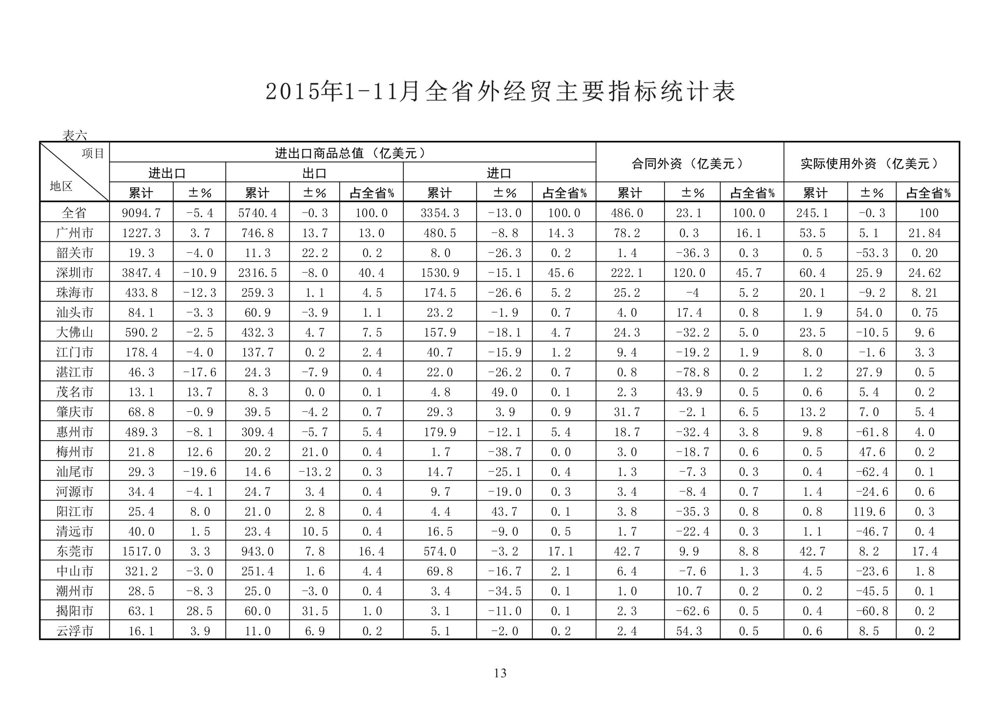 2015年1-11月全省外经贸主要指标统计表
表六
项目 进出口商品总值（亿美元） 合同外资（亿美元） 实际使用外资（亿美元）
地区 进出口 出口 进口
累计 ±% 累计 ±% 占全省% 累计 ±% 占全省% 累计 ±% 占全省% 累计 ±% 占全省%
全省 9094.7 -5.4 5740.4 -0.3 100.0 3354.3 -13.0 100.0 486.0 23.1 100.0 245.1 -0.3 100
广州市 1227.3 3.7 746.8 13.7 13.0 480.5 -8.8 14.3 78.2 0.3 16.1 53.5 5.1 21.84
韶关市 19.3 -4.0 11.3 22.2 0.2 8.0 -26.3 0.2 1.4 -36.3 0.3 0.5 -53.3 0.20
深圳市 3847.4 -10.9 2316.5 -8.0 40.4 1530.9 -15.1 45.6 222.1 120.0 45.7 60.4 25.9 24.62
珠海市 433.8 -12.3 259.3 1.1 4.5 174.5 -26.6 5.2 25.2 -4 5.2 20.1 -9.2 8.21
汕头市 84.1 -3.3 60.9 -3.9 1.1 23.2 -1.9 0.7 4.0 17.4 0.8 1.9 54.0 0.75
大佛山 590.2 -2.5 432.3 4.7 7.5 157.9 -18.1 4.7 24.3 -32.2 5.0 23.5 -10.5 9.6
江门市 178.4 -4.0 137.7 0.2 2.4 40.7 -15.9 1.2 9.4 -19.2 1.9 8.0 -1.6 3.3
湛江市 46.3 -17.6 24.3 -7.9 0.4 22.0 -26.2 0.7 0.8 -78.8 0.2 1.2 27.9 0.5
茂名市 13.1 13.7 8.3 0.0 0.1 4.8 49.0 0.1 2.3 43.9 0.5 0.6 5.4 0.2
肇庆市 68.8 -0.9 39.5 -4.2 0.7 29.3 3.9 0.9 31.7 -2.1 6.5 13.2 7.0 5.4
惠州市 489.3 -8.1 309.4 -5.7 5.4 179.9 -12.1 5.4 18.7 -32.4 3.8 9.8 -61.8 4.0
梅州市 21.8 12.6 20.2 21.0 0.4 1.7 -38.7 0.0 3.0 -18.7 0.6 0.5 47.6 0.2
汕尾市 29.3 -19.6 14.6 -13.2 0.3 14.7 -25.1 0.4 1.3 -7.3 0.3 0.4 -62.4 0.1
河源市 34.4 -4.1 24.7 3.4 0.4 9.7 -19.0 0.3 3.4 -8.4 0.7 1.4 -24.6 0.6
阳江市 25.4 8.0 21.0 2.8 0.4 4.4 43.7 0.1 3.8 -35.3 0.8 0.8 119.6 0.3
清远市 40.0 1.5 23.4 10.5 0.4 16.5 -9.0 0.5 1.7 -22.4 0.3 1.1 -46.7 0.4
东莞市 1517.0 3.3 943.0 7.8 16.4 574.0 -3.2 17.1 42.7 9.9 8.8 42.7 8.2 17.4
中山市 321.2 -3.0 251.4 1.6 4.4 69.8 -16.7 2.1 6.4 -7.6 1.3 4.5 -23.6 1.8
潮州市 28.5 -8.3 25.0 -3.0 0.4 3.4 -34.5 0.1 1.0 10.7 0.2 0.2 -45.5 0.1
揭阳市 63.1 28.5 60.0 31.5 1.0 3.1 -11.0 0.1 2.3 -62.6 0.5 0.4 -60.8 0.2
云浮市 16.1 3.9 11.0 6.9 0.2 5.1 -2.0 0.2 2.4 54.3 0.5 0.6 8.5 0.2
13